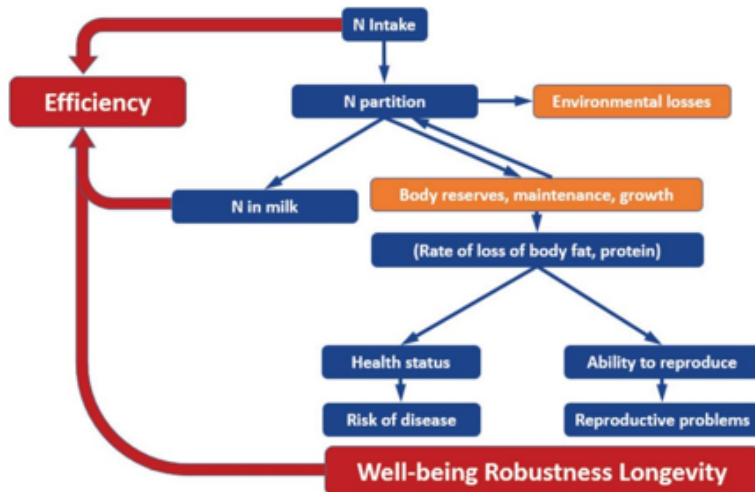 N Intake
Efficiency
N partition
Environmental losses
N in milk
Body reserves, maintenance, growth
(Rate of loss of body fat, protein)
Health status
Ability to reproduce
Risk of disease
Reproductive problems
Well-being Robustness Longevity